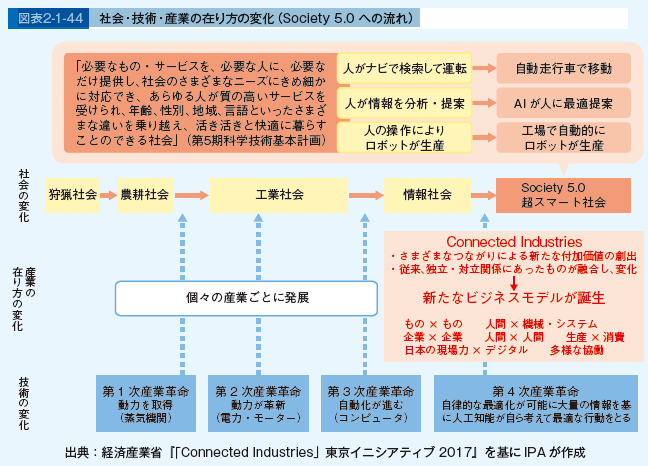 図表2-1-44 社会・技術・産業の在り方の変化（Society 5.0 への流れ）
「必要なもの・サービスを、必要な人に、必要な
だけ提供し、社会のさまざまなニーズにきめ細か
に対応でき、あらゆる人が質の高いサービスを
受けられ、年齢、性別、地域、言語といったさまざ
まな違いを乗り越え、活き活きと快適に暮らす
ことのできる社会」（第5期科学技術基本計画）
人がナビで検索して運転
自動走行車で移動
人が情報を分析・提案
AIが人に最適提案
人の操作により
ロボットが生産
工場で自動的に
ロボットが生産
社会の変化
狩猟社会
農耕社会
工業社会
情報社会
Society 5.0
超スマート社会
産業の
在り方の変化
個々の産業ごとに発展
Connected Industries
・さまざまなつながりによる新たな付加価値の創出
・従来、独立・対立関係にあったものが融合し、変化
新たなビジネスモデルが誕生
もの × もの 人間 × 機械・システム
企業 × 企業 人間 × 人間 生産 × 消費
日本の現場力 × デジタル 多様な協働
技術の変化
第1次産業革命
動力を取得
（蒸気機関）
第2次産業革命
動力が革新
（電力・モーター）
第3次産業革命
自動化が進む
（コンピュータ）
第4次産業革命
自律的な最適化が可能に大量の情報を基
に人工知能が自ら考えて最適な行動をとる
出典：経済産業省『「Connected Industries」東京イニシアティブ 2017』を基にIPAが作成